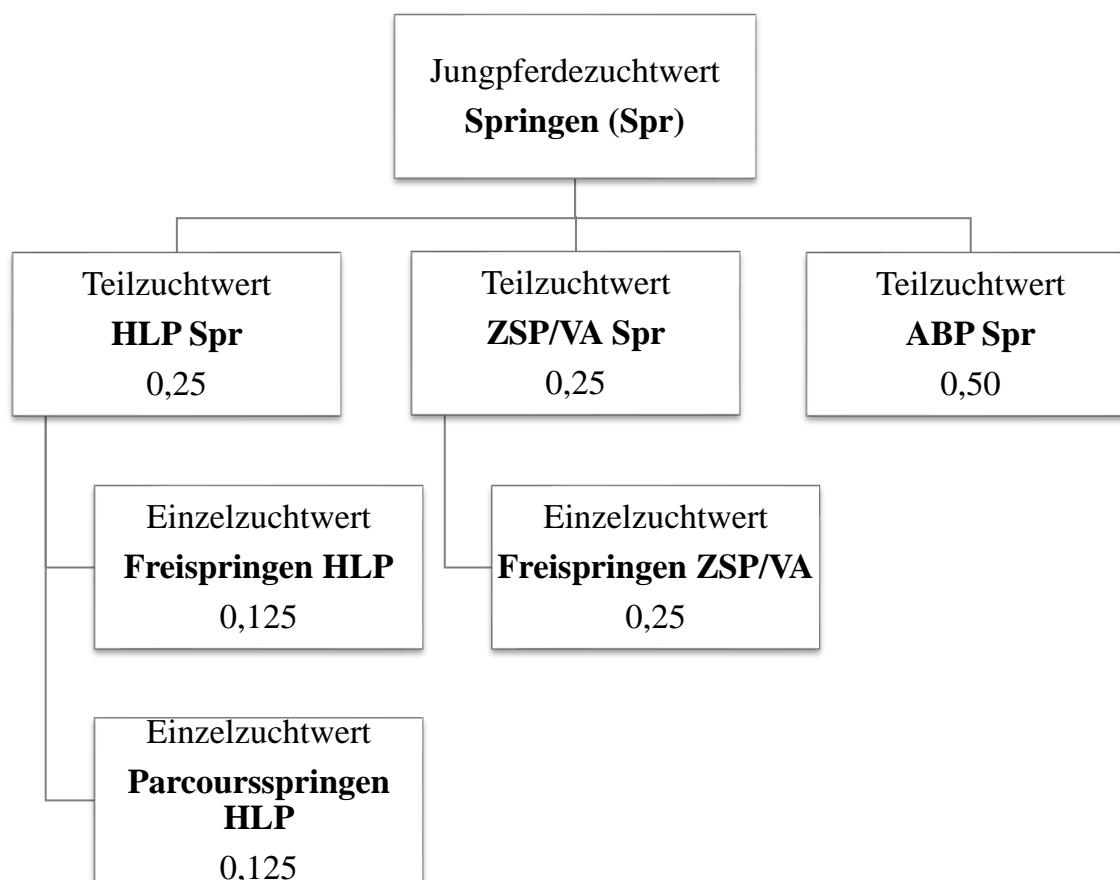 Jungpferdezuchtwert
Springen (Spr)
Teilzuchtwert
HLP Spr
0,25
Teilzuchtwert
ZSP/VA Spr
0,25
Teilzuchtwert
ABP Spr
0,50
Einzelzuchtwert
Freispringen HLP
0,125
Einzelzuchtwert
Freispringen ZSP/VA
0,25
Einzelzuchtwert
Parcoursspringen
HLP
0,125